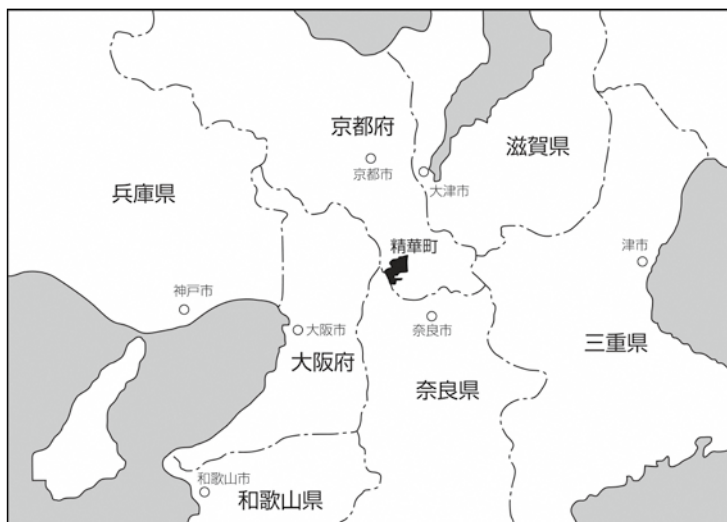 京都府
滋賀県
京都市
大津市
兵庫県
精華町
津市
神戸市
奈良市
大阪市
三重県
大阪府
奈良県
和歌山市
和歌山県